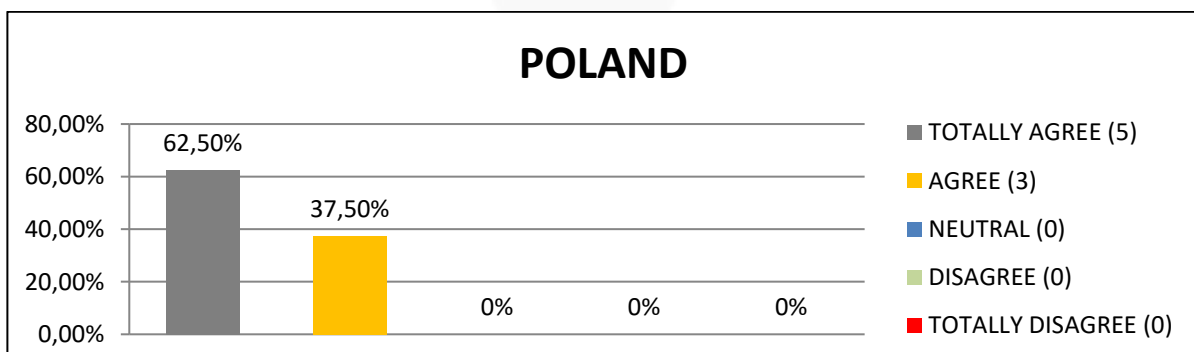 POLAND
80,00%
60,00%
40,00%
20,00%
0,00%
62,50%
37,50%
0%
0%
0%
TOTALLY AGREE (5)
AGREE (3)
NEUTRAL (0)
DISAGREE (0)
TOTALLY DISAGREE (0)